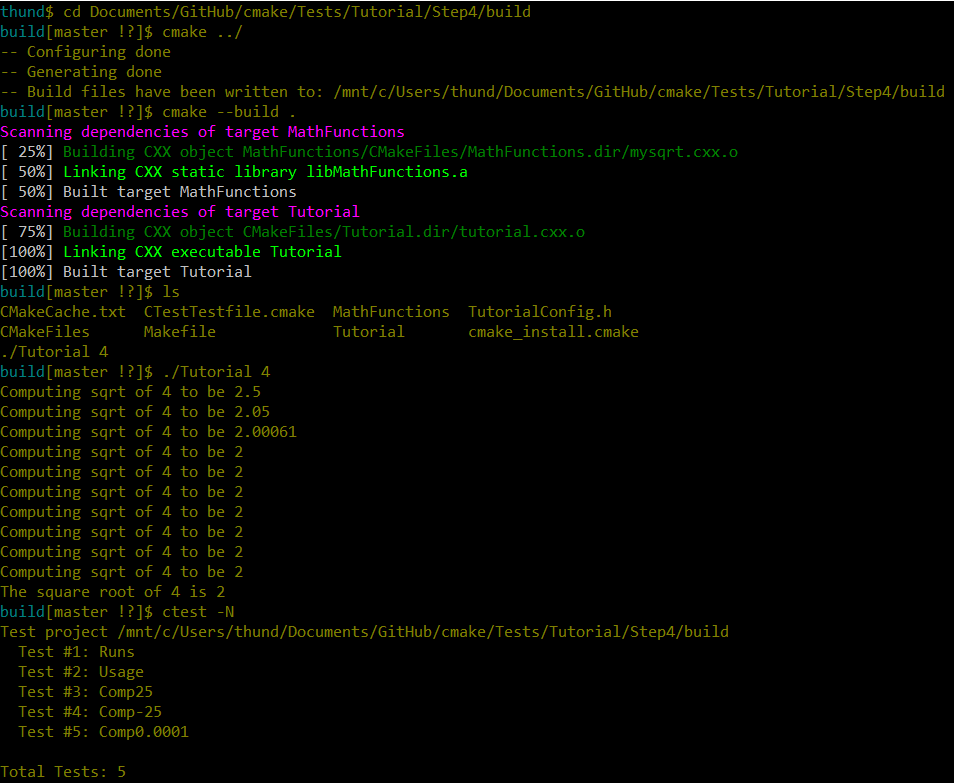 thund$ cd Documents/GitHub/cmake/Tests/Tutorial/Step4/build
build[master !?]$ cmake ../
-- Configuring done
-- Generating done
-- Build files have been written to: /mnt/c/Users/thund/Documents/GitHub/cmake/Tests/Tutorial/Step4/build
build[master !?]$ cmake --build .
Scanning dependencies of target MathFunctions
[ 25%] Building CXX object MathFunctions/CMakeFiles/MathFunctions.dir/mysqrt.cxx.o
[ 50%] Linking CXX static library libMathFunctions.a
[ 50%] Built target MathFunctions
Scanning dependencies of target Tutorial
[ 75%] Building CXX object CMakeFiles/Tutorial.dir/tutorial.cxx.o
[100%] Linking CXX executable Tutorial
[100%] Built target Tutorial
build[master !?]$ ls
CMakeCache.txt  CTestTestfile.cmake  MathFunctions  TutorialConfig.h
CMakeFiles      Makefile             Tutorial       cmake_install.cmake
./Tutorial 4
build[master !?]$ ./Tutorial 4
Computing sqrt of 4 to be 2.5
Computing sqrt of 4 to be 2.05
Computing sqrt of 4 to be 2.00061
Computing sqrt of 4 to be 2
Computing sqrt of 4 to be 2
Computing sqrt of 4 to be 2
Computing sqrt of 4 to be 2
Computing sqrt of 4 to be 2
Computing sqrt of 4 to be 2
Computing sqrt of 4 to be 2
The square root of 4 is 2
build[master !?]$ ctest -N
Test project /mnt/c/Users/thund/Documents/GitHub/cmake/Tests/Tutorial/Step4/build
  Test #1: Runs
  Test #2: Usage
  Test #3: Comp25
  Test #4: Comp-25
  Test #5: Comp0.0001

Total Tests: 5